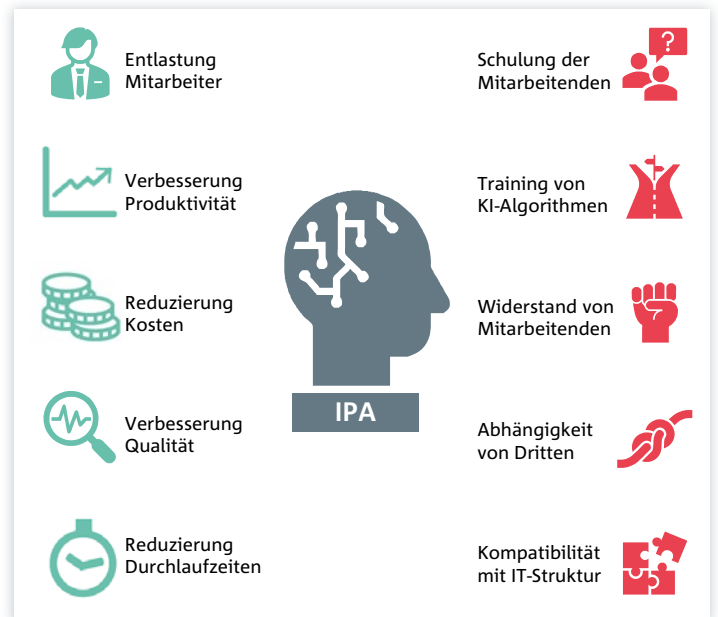 Entlastung
Mitarbeiter
Verbesserung
Produktivität
Reduzierung
Kosten
Verbesserung
Qualität
Reduzierung
Durchlaufzeiten
IPA
?
Schulung der
Mitarbeitenden
Training von
KI-Algorithmen
Widerstand von
Mitarbeitenden
Abhängigkeit
von Dritten
Kompatibilität
mit IT-Struktur